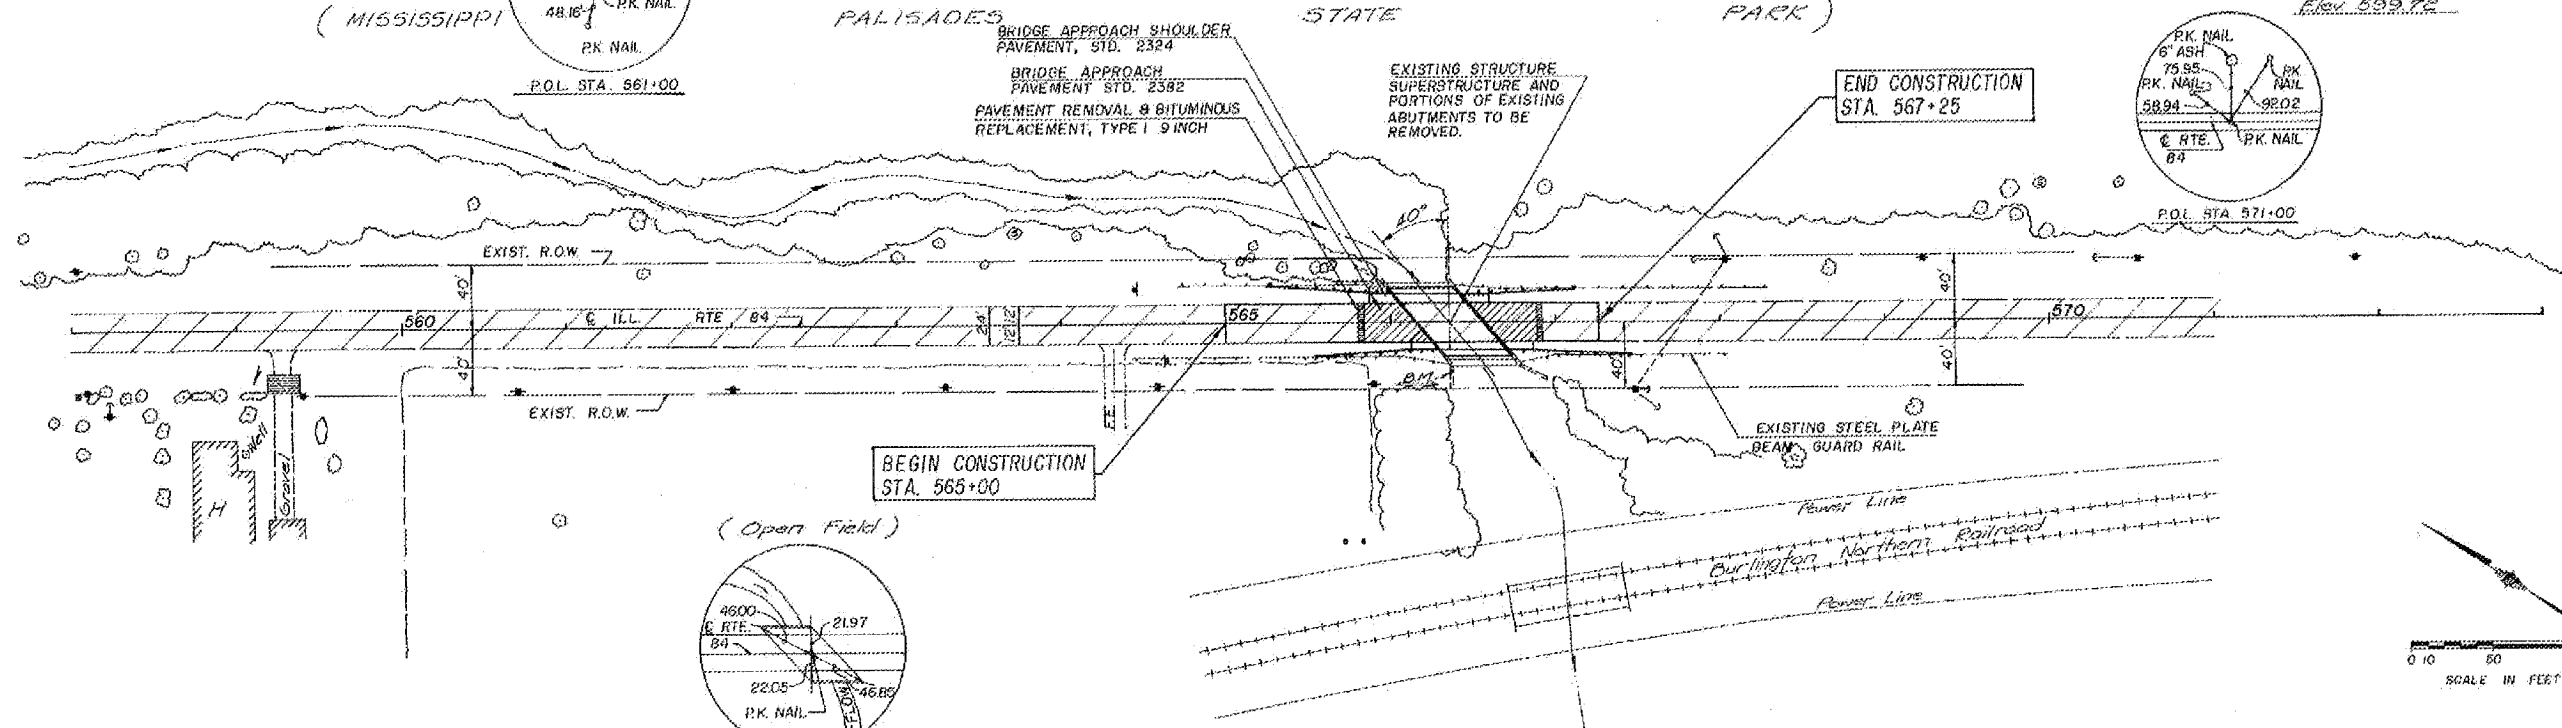 ( MISSISSIPPI PALISADES STATE PARK )
48.16
P.K. NAIL
P.K. NAIL
P.O.L. STA. 561+00
BRIDGE APPROACH SHOULDER
PAVEMENT, STD. 2324
BRIDGE APPROACH
PAVEMENT STD. 2382
PAVEMENT REMOVAL & BITUMINOUS
REPLACEMENT, TYPE I 9 INCH
EXISTING STRUCTURE
SUPERSTRUCTURE AND
PORTIONS OF EXISTING
ABUTMENTS TO BE
REMOVED.
END CONSTRUCTION
STA. 567+25
Elev. 599.72
P.K. NAIL
6" ASH
75.95
P.K. NAIL
58.94
P.K.
NAIL
92.02
℄ RTE.
84
P.K. NAIL
P.O.L. STA. 571+00
40°
EXIST. R.O.W.
40'
40'
560
℄ ILL. RTE 84
24'
565
570
40'
40'
40'
B.M.
EXIST. R.O.W.
EXISTING STEEL PLATE
BEAM GUARD RAIL
BEGIN CONSTRUCTION
STA. 565+00
Well
Gravel
H
( Open Field )
Power Line
Burlington Northern Railroad
Power Line
46.00
℄ RTE.
84
21.97
22.05
46.85
P.K. NAIL
FLOW
0 10 50
SCALE IN FEET